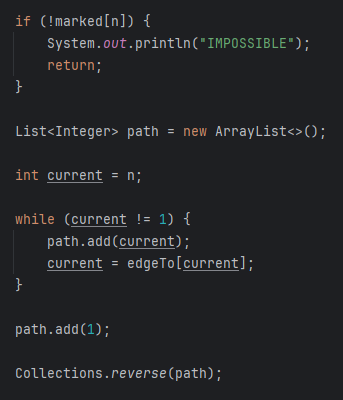 if (!marked[n]) {
    System.out.println("IMPOSSIBLE");
    return;
}

List<Integer> path = new ArrayList<>();

int current = n;

while (current != 1) {
    path.add(current);
    current = edgeTo[current];
}

path.add(1);

Collections.reverse(path);